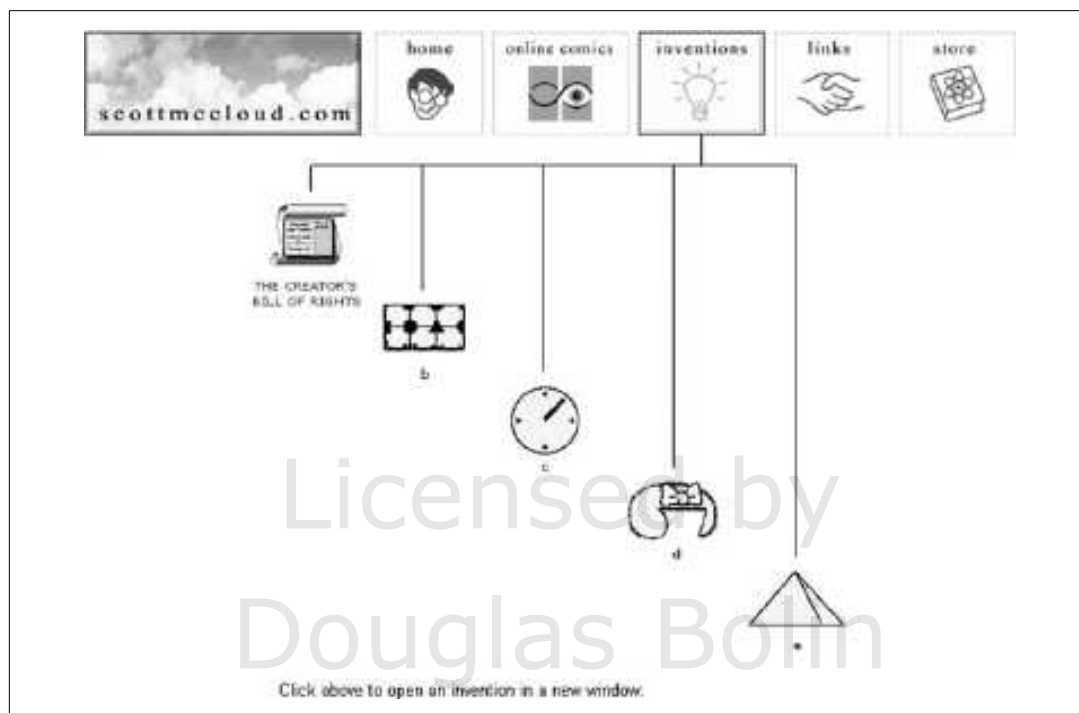 home online comics inventions links store
scottmccloud.com
THE CREATOR'S
BILL OF RIGHTS
b
c
d
Licensed by
Douglas Bolin
Click above to open an invention in a new window.